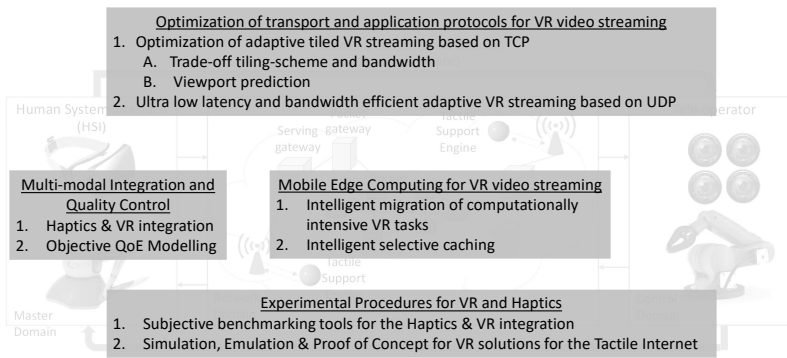 Optimization of transport and application protocols for VR video streaming
1. Optimization of adaptive tiled VR streaming based on TCP
A. Trade-off tiling-scheme and bandwidth
B. Viewport prediction
2. Ultra low latency and bandwidth efficient adaptive VR streaming based on UDP
Human System
(HSI)
Serving
gateway
gateway
Tactile
Support
Engine
Operator
Multi-modal Integration and
Quality Control
1. Haptics & VR integration
2. Objective QoE Modelling
Mobile Edge Computing for VR video streaming
1. Intelligent migration of computationally
intensive VR tasks
2. Intelligent selective caching
Tactile
Support
Master
Domain
Experimental Procedures for VR and Haptics
1. Subjective benchmarking tools for the Haptics & VR integration
2. Simulation, Emulation & Proof of Concept for VR solutions for the Tactile Internet